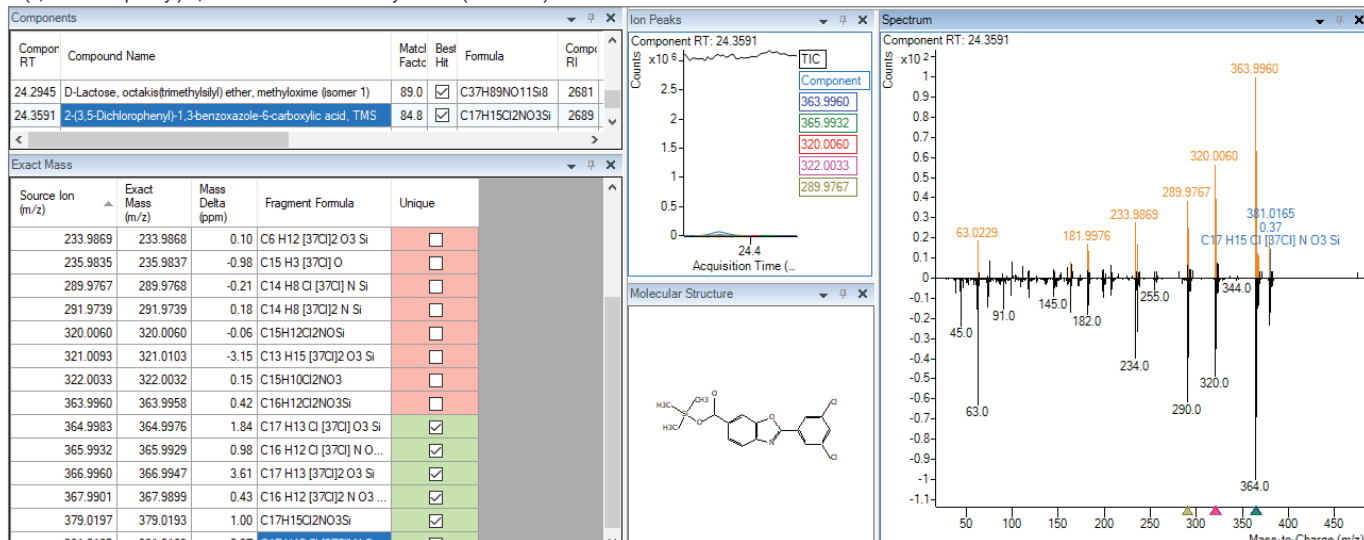 Components
Compon RT Compound Name Match Facto Best Hit Formula Compo RI
24.2945 D-Lactose, octakis(trimethylsilyl) ether, methyloxime (isomer 1) 89.0 C37H89NO11Si8 2681
24.3591 2-(3,5-Dichlorophenyl)-1,3-benzoxazole-6-carboxylic acid, TMS 84.8 C17H15Cl2NO3Si 2689
Exact Mass
Source Ion (m/z) Exact Mass (m/z) Mass Delta (ppm) Fragment Formula Unique
233.9869 233.9868 0.10 C6 H12 [37Cl]2 O3 Si
235.9835 235.9837 -0.98 C15 H3 [37Cl] O
289.9767 289.9768 -0.21 C14 H8 Cl [37Cl] N Si
291.9739 291.9739 0.18 C14 H8 [37Cl]2 N Si
320.0060 320.0060 -0.06 C15H12Cl2NOSi
321.0093 321.0103 -3.15 C13 H15 [37Cl]2 O3 Si
322.0033 322.0032 0.15 C15H10Cl2NO3
363.9960 363.9958 0.42 C16H12Cl2NO3Si
364.9983 364.9976 1.84 C17 H13 Cl [37Cl] O3 Si
365.9932 365.9929 0.98 C16 H12 Cl [37Cl] N O...
366.9960 366.9947 3.61 C17 H13 [37Cl]2 O3 Si
367.9901 367.9899 0.43 C16 H12 [37Cl]2 N O3 ...
379.0197 379.0193 1.00 C17H15Cl2NO3Si
Ion Peaks
Component RT: 24.3591
Counts
x10 6
2.5
2
1.5
1
0.5
0
24.4
Acquisition Time (...
TIC
Component
363.9960
365.9932
320.0060
322.0033
289.9767
Molecular Structure
H3C
CH3
H3C
Si
O
O
O
N
Cl
Cl
Spectrum
Component RT: 24.3591
Counts
x10 2
1
0.9
0.8
0.7
0.6
0.5
0.4
0.3
0.2
0.1
0
-0.1
-0.2
-0.3
-0.4
-0.5
-0.6
-0.7
-0.8
-0.9
-1
-1.1
363.9960
320.0060
289.9767
233.9869
381.0165
0.37
C17 H15 Cl [37Cl] N O3 Si
63.0229
181.9976
45.0
91.0
145.0
182.0
255.0
344.0
234.0
63.0
290.0
320.0
364.0
50 100 150 200 250 300 350 400 450
Mass-to-Charge (m/z)